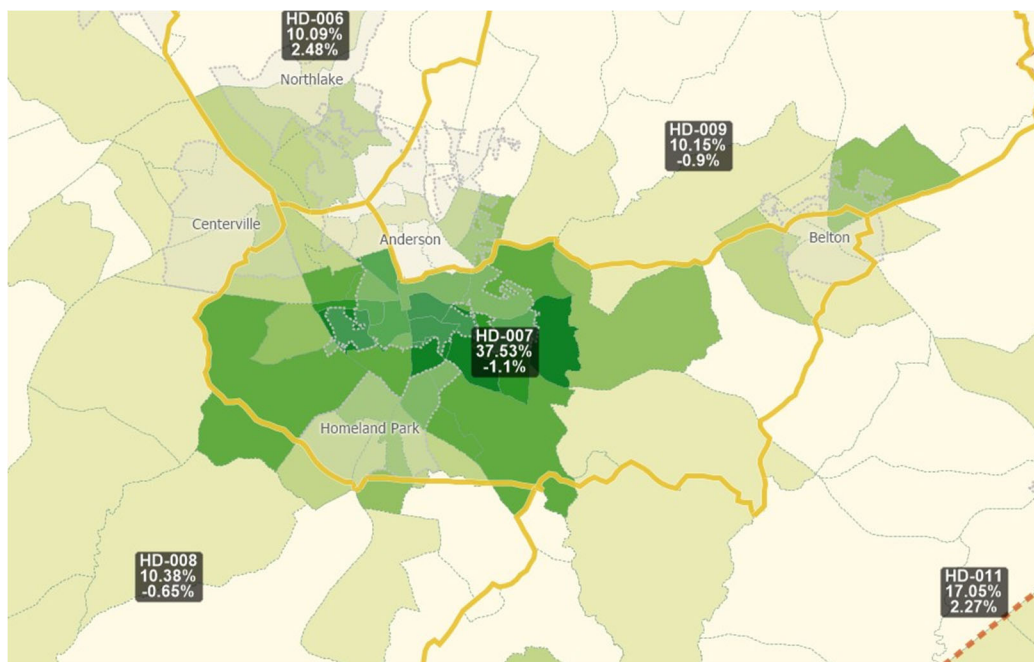 HD-006
10.09%
2.48%
Northlake
HD-009
10.15%
-0.9%
Centerville
Anderson
Belton
HD-007
37.53%
-1.1%
Homeland Park
HD-008
10.38%
-0.65%
HD-011
17.05%
2.27%